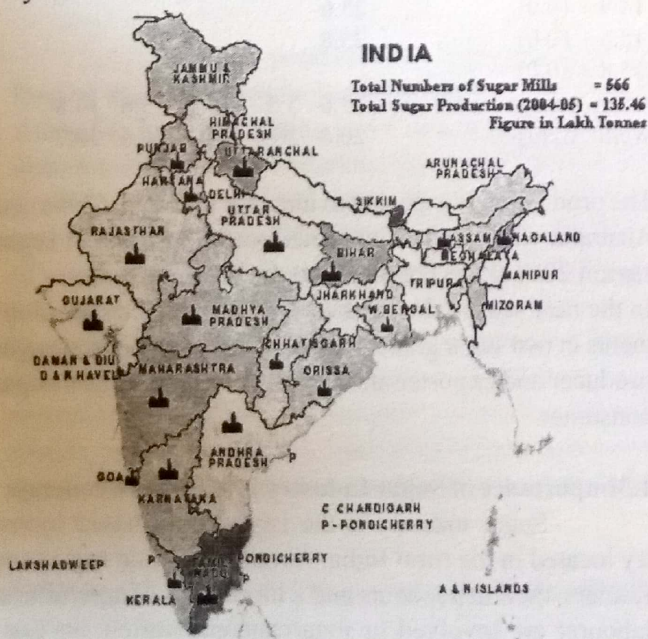 INDIA
Total Numbers of Sugar Mills = 566
Total Sugar Production (2004-05) = 135.46
Figure in Lakh Tonnes
JAMMU &
KASHMIR
HIMACHAL
PRADESH
PUNJAB
C
UTTARANCHAL
HARYANA
DELHI
ARUNACHAL
PRADESH
SIKKIM
UTTAR
PRADESH
RAJASTHAN
ASSAM
NAGALAND
BIHAR
MEGHALAYA
MANIPUR
JHARKHAND
TRIPURA
GUJARAT
MADHYA
PRADESH
W.BENGAL
MIZORAM
CHHATISGARH
DAMAN & DIU
D & N HAVELI
MAHARASHTRA
ORISSA
ANDHRA
PRADESH
P
GOA
KARNATAKA
C CHANDIGARH
P - PONDICHERRY
LAKSHADWEEP
P
PONDICHERRY
TAMIL
NADU
P
KERALA
A & N ISLANDS